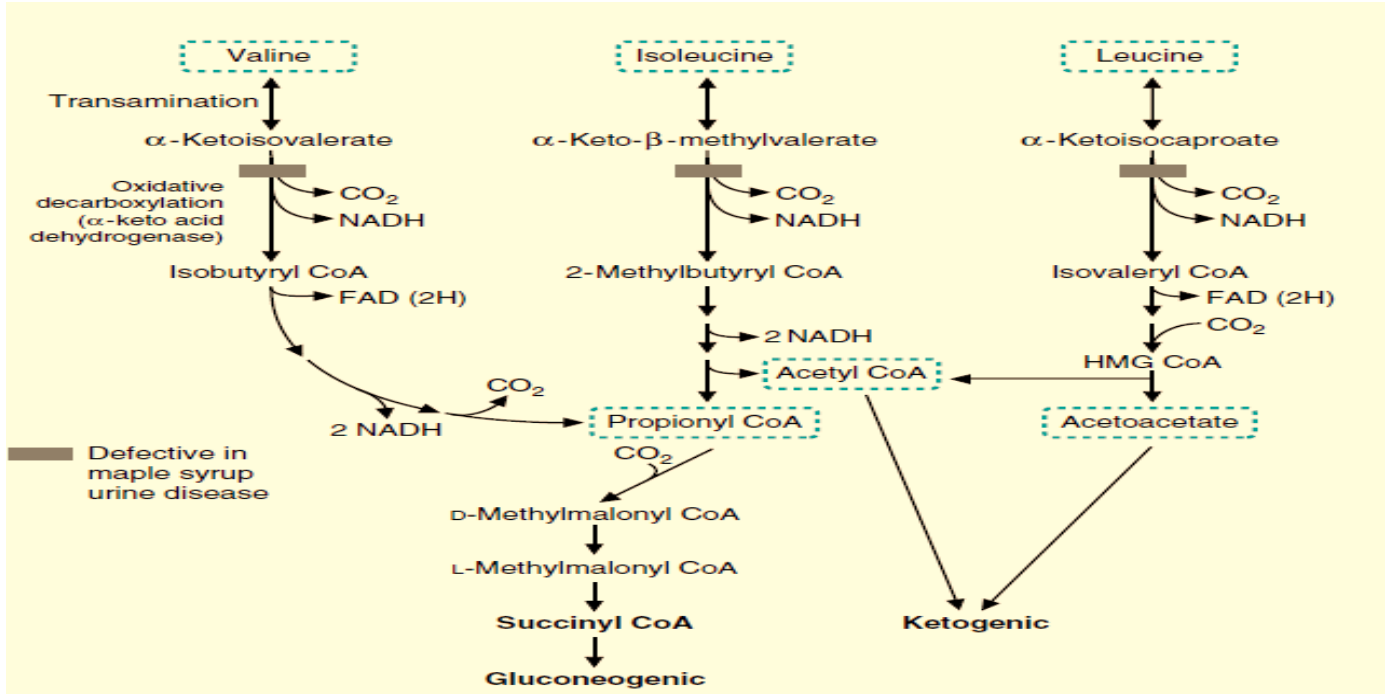 Valine
Isoleucine
Leucine
Transamination
α-Ketoisovalerate
α-Keto-β-methylvalerate
α-Ketoisocaproate
Oxidative
decarboxylation
(α-keto acid
dehydrogenase)
CO₂
NADH
CO₂
NADH
CO₂
NADH
Isobutyryl CoA
2-Methylbutyryl CoA
Isovaleryl CoA
FAD (2H)
FAD (2H)
CO₂
2 NADH
HMG CoA
Acetyl CoA
CO₂
2 NADH
Propionyl CoA
Acetoacetate
Defective in
maple syrup
urine disease
CO₂
D-Methylmalonyl CoA
L-Methylmalonyl CoA
Succinyl CoA
Ketogenic
Gluconeogenic